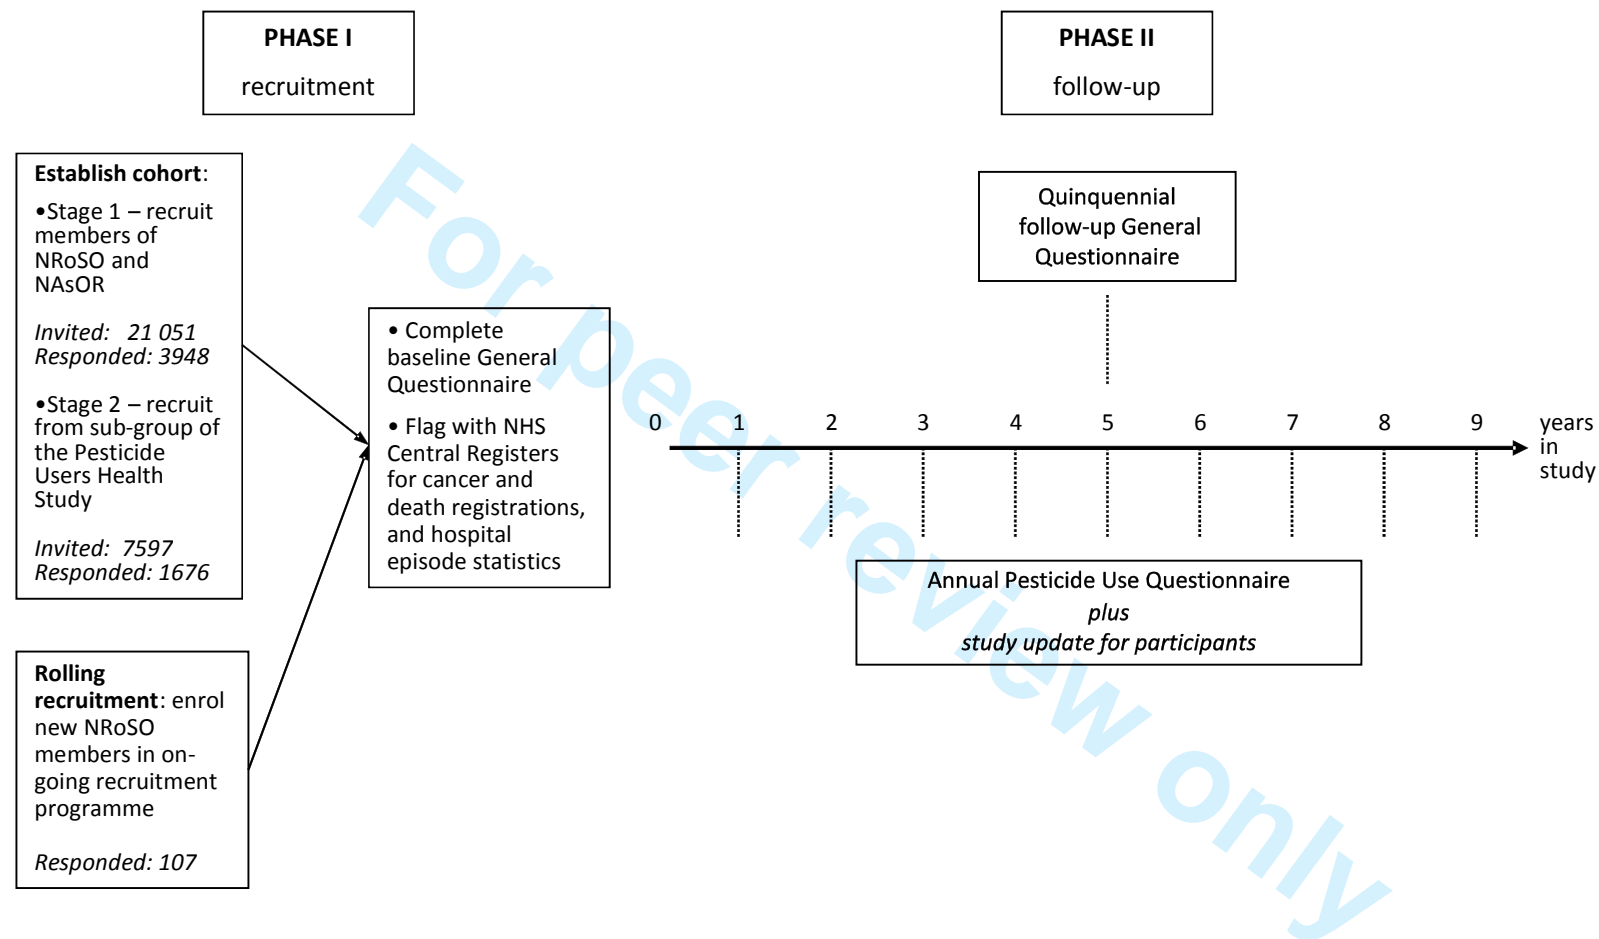 PHASE I
recruitment
Establish cohort:
•Stage 1 – recruit
members of
NRoSO and
NAsOR
Invited: 21 051
Responded: 3948
•Stage 2 – recruit
from sub-group of
the Pesticide
Users Health
Study
Invited: 7597
Responded: 1676
Rolling
recruitment: enrol
new NRoSO
members in on-
going recruitment
programme
Responded: 107
• Complete
baseline General
Questionnaire
• Flag with NHS
Central Registers
for cancer and
death registrations,
and hospital
episode statistics
PHASE II
follow-up
Quinquennial
follow-up General
Questionnaire
0 1 2 3 4 5 6 7 8 9 years
in
study
Annual Pesticide Use Questionnaire
plus
study update for participants
For peer review only